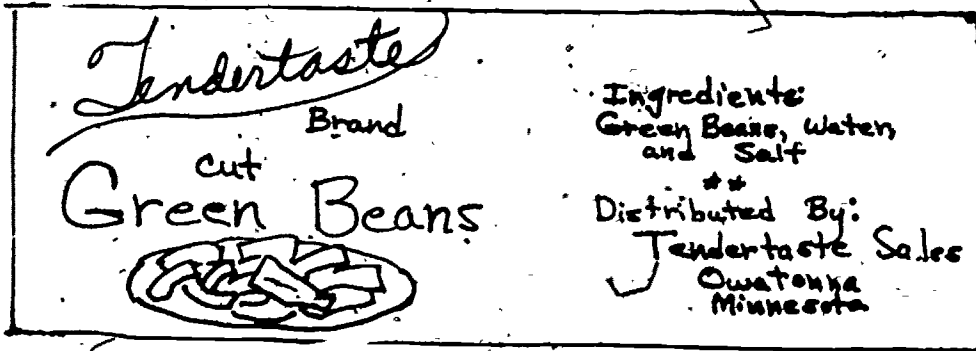 Tendertaste
Brand
cut
Green Beans
Ingredients:
Green Beans, Water,
and Salt
**
Distributed By:
Tendertaste Sales
Owatonna
Minnesota